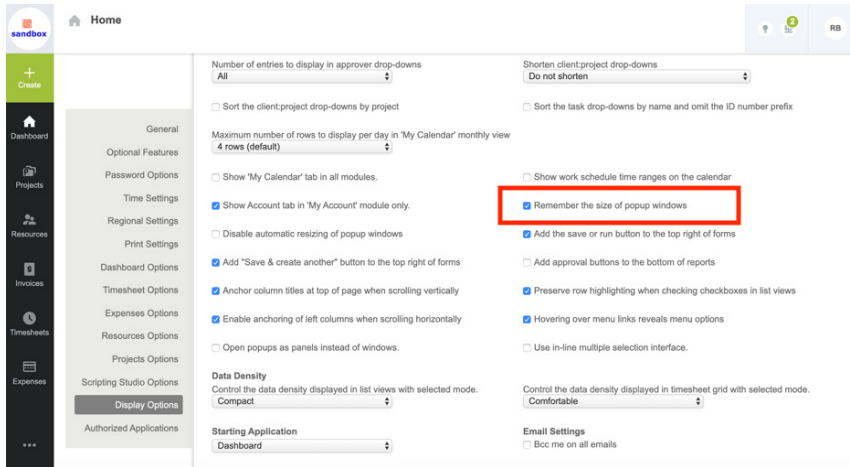 sandbox
Home
2
RB
Create
Dashboard
Projects
Resources
Invoices
Timesheets
Expenses
General
Optional Features
Password Options
Time Settings
Regional Settings
Print Settings
Dashboard Options
Timesheet Options
Expenses Options
Resources Options
Projects Options
Scripting Studio Options
Display Options
Authorized Applications
Number of entries to display in approver drop-downs
All
Shorten client:project drop-downs
Do not shorten
Sort the client:project drop-downs by project
Sort the task drop-downs by name and omit the ID number prefix
Maximum number of rows to display per day in 'My Calendar' monthly view
4 rows (default)
Show 'My Calendar' tab in all modules.
Show work schedule time ranges on the calendar
Show Account tab in 'My Account' module only.
Remember the size of popup windows
Disable automatic resizing of popup windows
Add the save or run button to the top right of forms
Add "Save & create another" button to the top right of forms
Add approval buttons to the bottom of reports
Anchor column titles at top of page when scrolling vertically
Preserve row highlighting when checking checkboxes in list views
Enable anchoring of left columns when scrolling horizontally
Hovering over menu links reveals menu options
Open popups as panels instead of windows.
Use in-line multiple selection interface.
Data Density
Control the data density displayed in list views with selected mode.
Compact
Control the data density displayed in timesheet grid with selected mode.
Comfortable
Starting Application
Dashboard
Email Settings
Bcc me on all emails